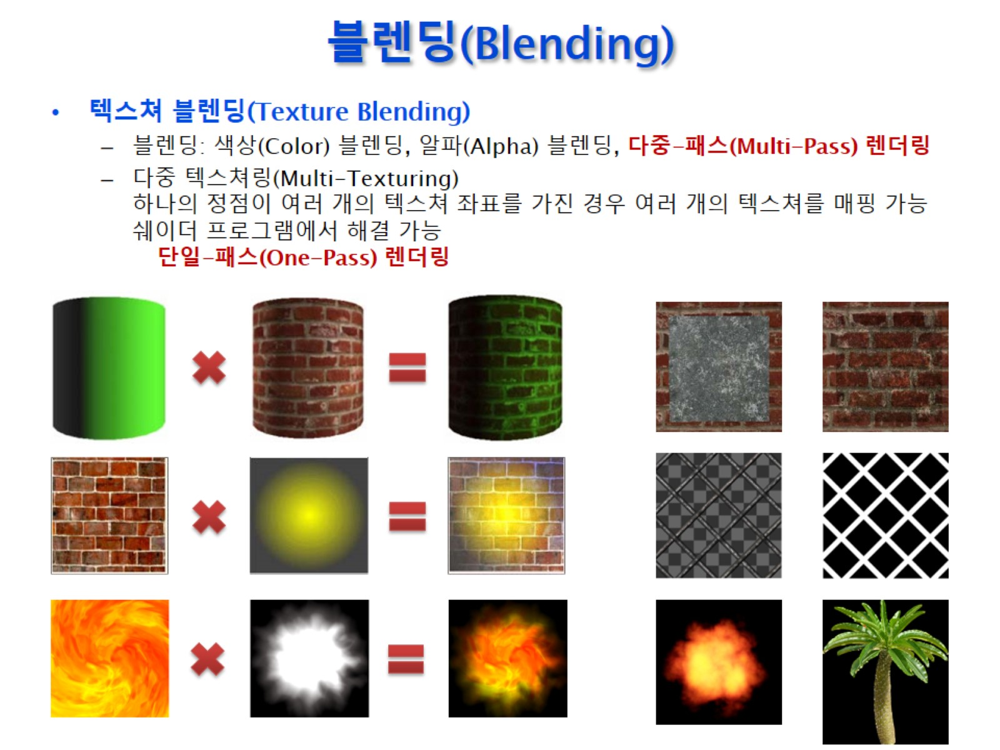 블렌딩(Blending)
• 텍스쳐 블렌딩(Texture Blending)
– 블렌딩: 색상(Color) 블렌딩, 알파(Alpha) 블렌딩, 다중-패스(Multi-Pass) 렌더링
– 다중 텍스쳐링(Multi-Texturing)
하나의 정점이 여러 개의 텍스쳐 좌표를 가진 경우 여러 개의 텍스쳐를 매핑 가능
쉐이더 프로그램에서 해결 가능
단일-패스(One-Pass) 렌더링